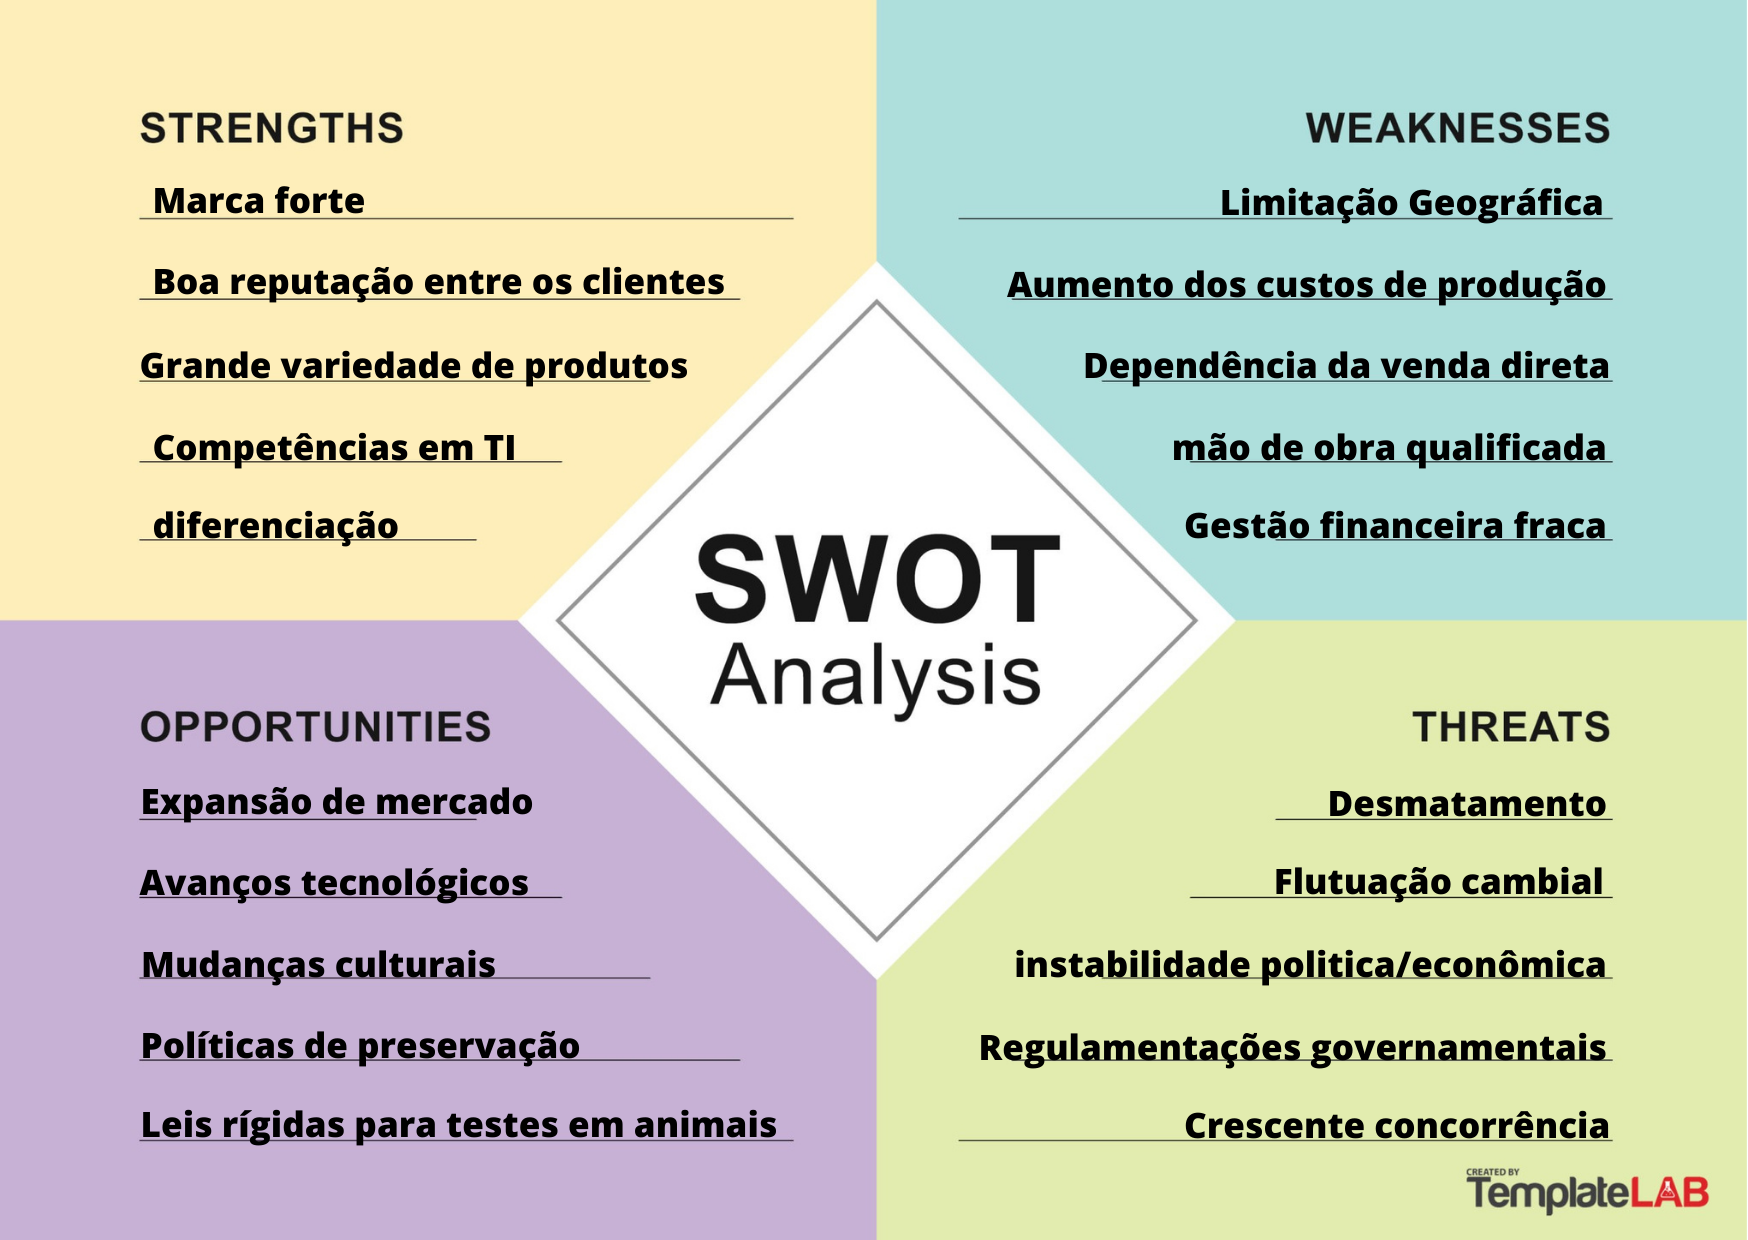 STRENGTHS
Marca forte
Boa reputação entre os clientes
Grande variedade de produtos
Competências em TI
diferenciação
WEAKNESSES
Limitação Geográfica
Aumento dos custos de produção
Dependência da venda direta
mão de obra qualificada
Gestão financeira fraca
SWOT
Analysis
OPPORTUNITIES
Expansão de mercado
Avanços tecnológicos
Mudanças culturais
Políticas de preservação
Leis rígidas para testes em animais
THREATS
Desmatamento
Flutuação cambial
instabilidade politica/econômica
Regulamentações governamentais
Crescente concorrência
CREATED BY
TemplateLAB